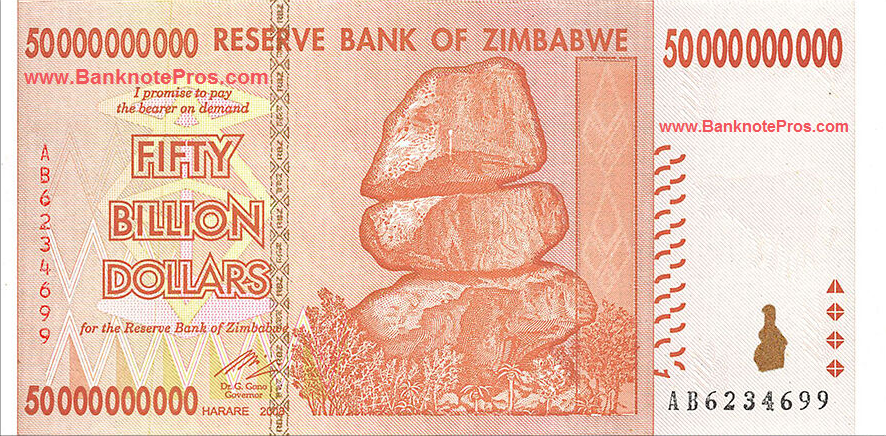 50000000000 RESERVE BANK OF ZIMBABWE 50000000000
www.BanknotePros.com
I promise to pay
the bearer on demand
www.BanknotePros.com
FIFTY
BILLION
DOLLARS
AB6234699
for the Reserve Bank of Zimbabwe
Dr. G. Gono
Governor
50000000000
HARARE 2008
AB6234699